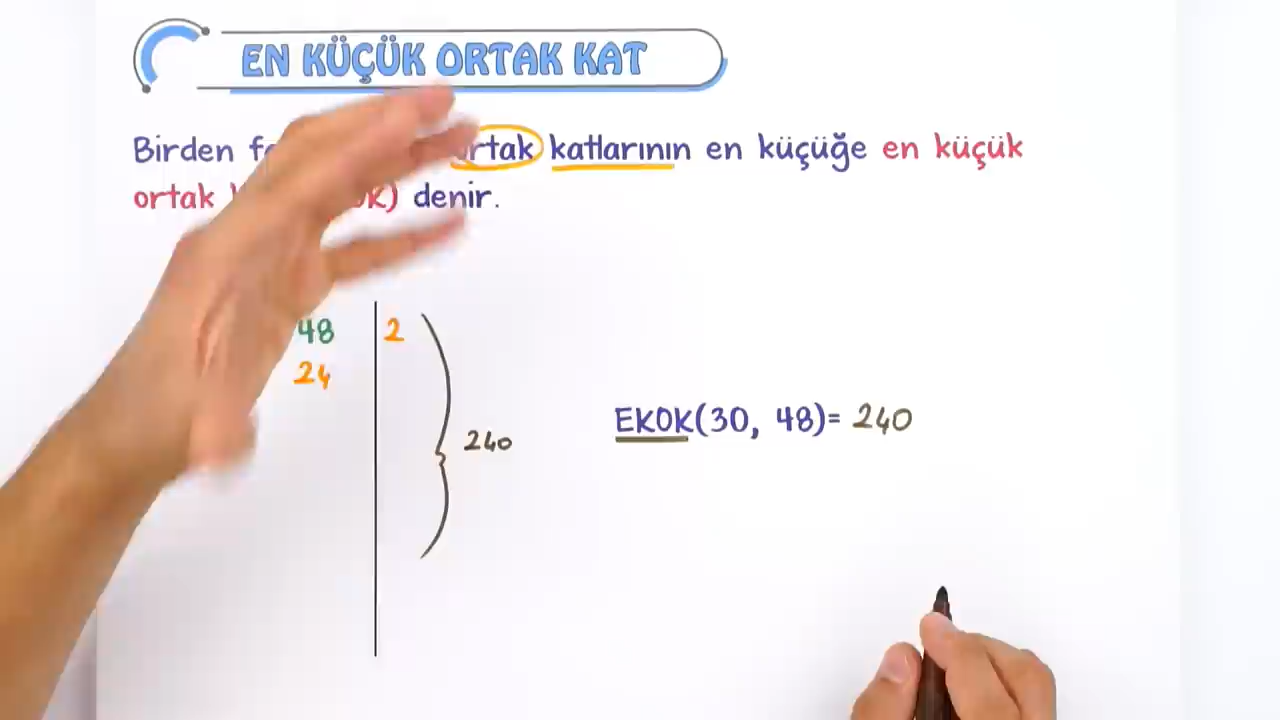 EN KÜÇÜK ORTAK KAT
Birden ortak katlarının en küçüğe en küçük
ortak denir.
48 2
24
240
EKOK(30, 48)= 240